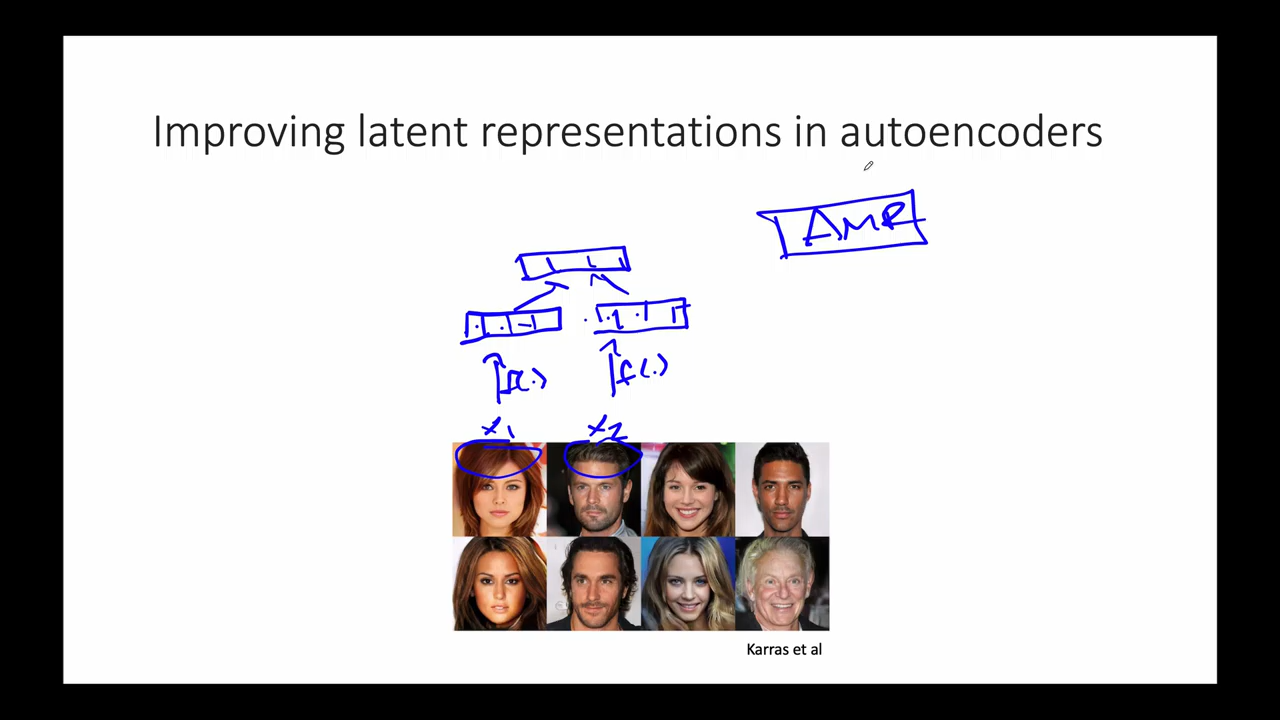 Improving latent representations in autoencoders
AMR
f(.) f(.)
x1 x2
Karras et al